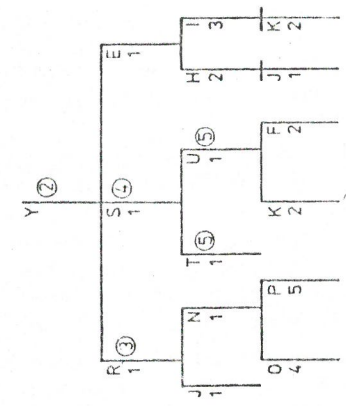 Y ②
R ③ S ④ E
1 1 1
J N T ⑤ U ⑤ H I
1 1 1 1 2 3
O P K F J K
4 5 2 2 1 2